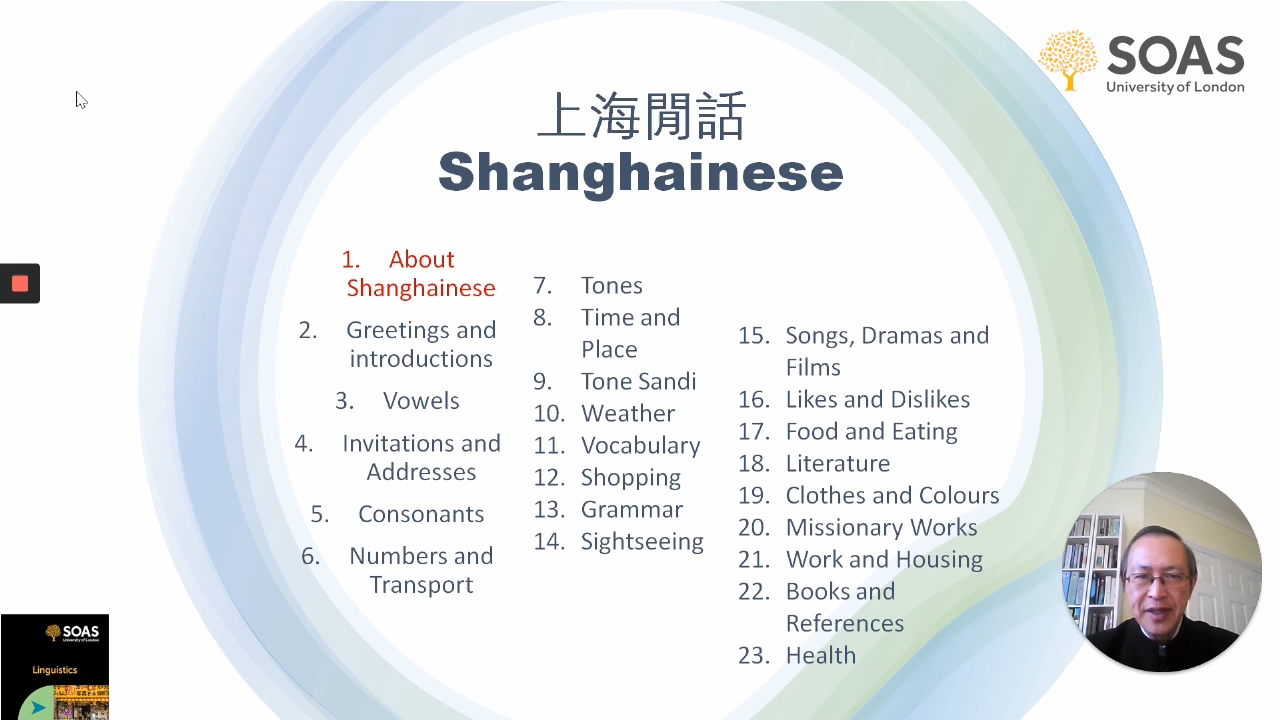 SOAS
University of London
上海閒話
Shanghainese
1. About
Shanghainese
2. Greetings and
introductions
3. Vowels
4. Invitations and
Addresses
5. Consonants
6. Numbers and
Transport
7. Tones
8. Time and
Place
9. Tone Sandi
10. Weather
11. Vocabulary
12. Shopping
13. Grammar
14. Sightseeing
15. Songs, Dramas and
Films
16. Likes and Dislikes
17. Food and Eating
18. Literature
19. Clothes and Colours
20. Missionary Works
21. Work and Housing
22. Books and
References
23. Health
SOAS
University of London
Linguistics